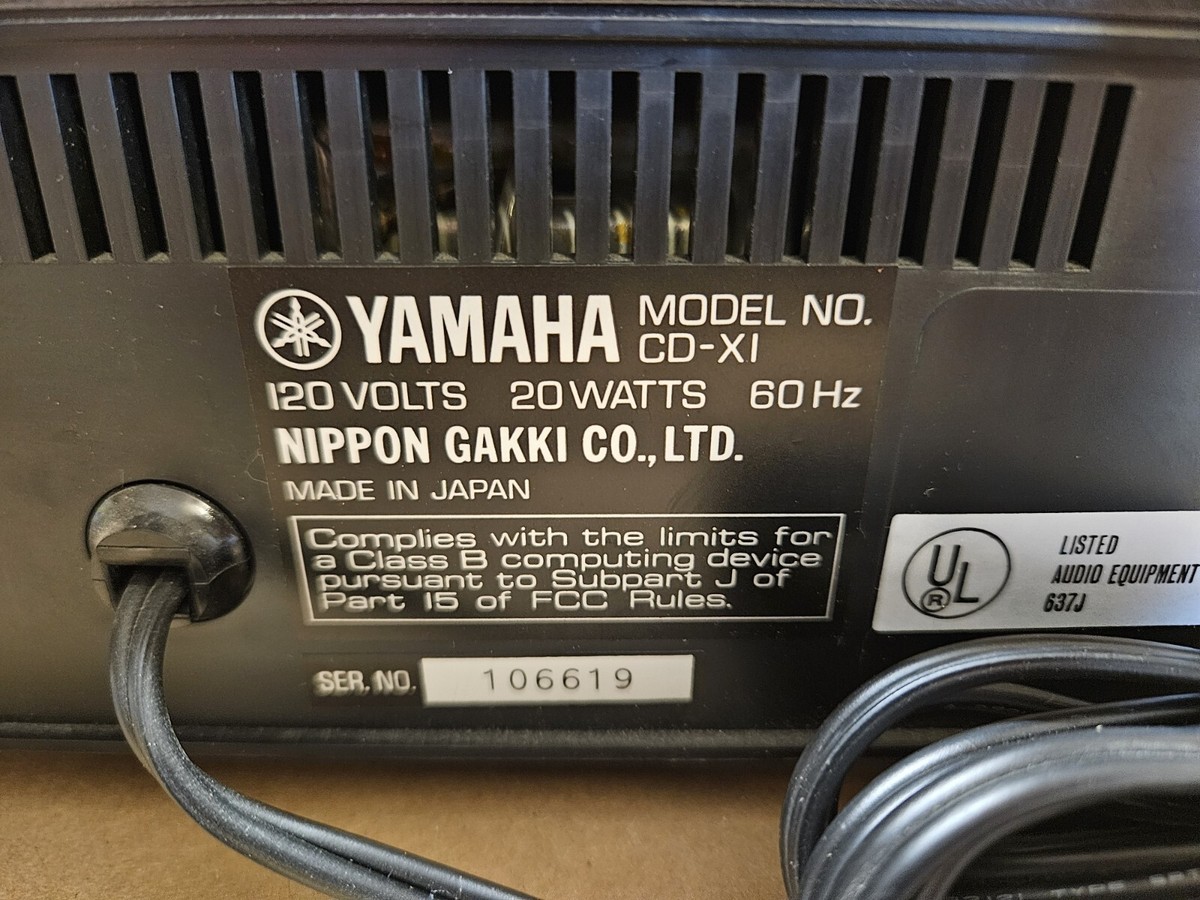 YAMAHA MODEL NO.
CD-X1
120 VOLTS 20 WATTS 60 Hz
NIPPON GAKKI CO., LTD.
MADE IN JAPAN
Complies with the limits for
a Class B computing device
pursuant to Subpart J of
Part 15 of FCC Rules.
SER. NO. 106619
UL
®
LISTED
AUDIO EQUIPMENT
637J